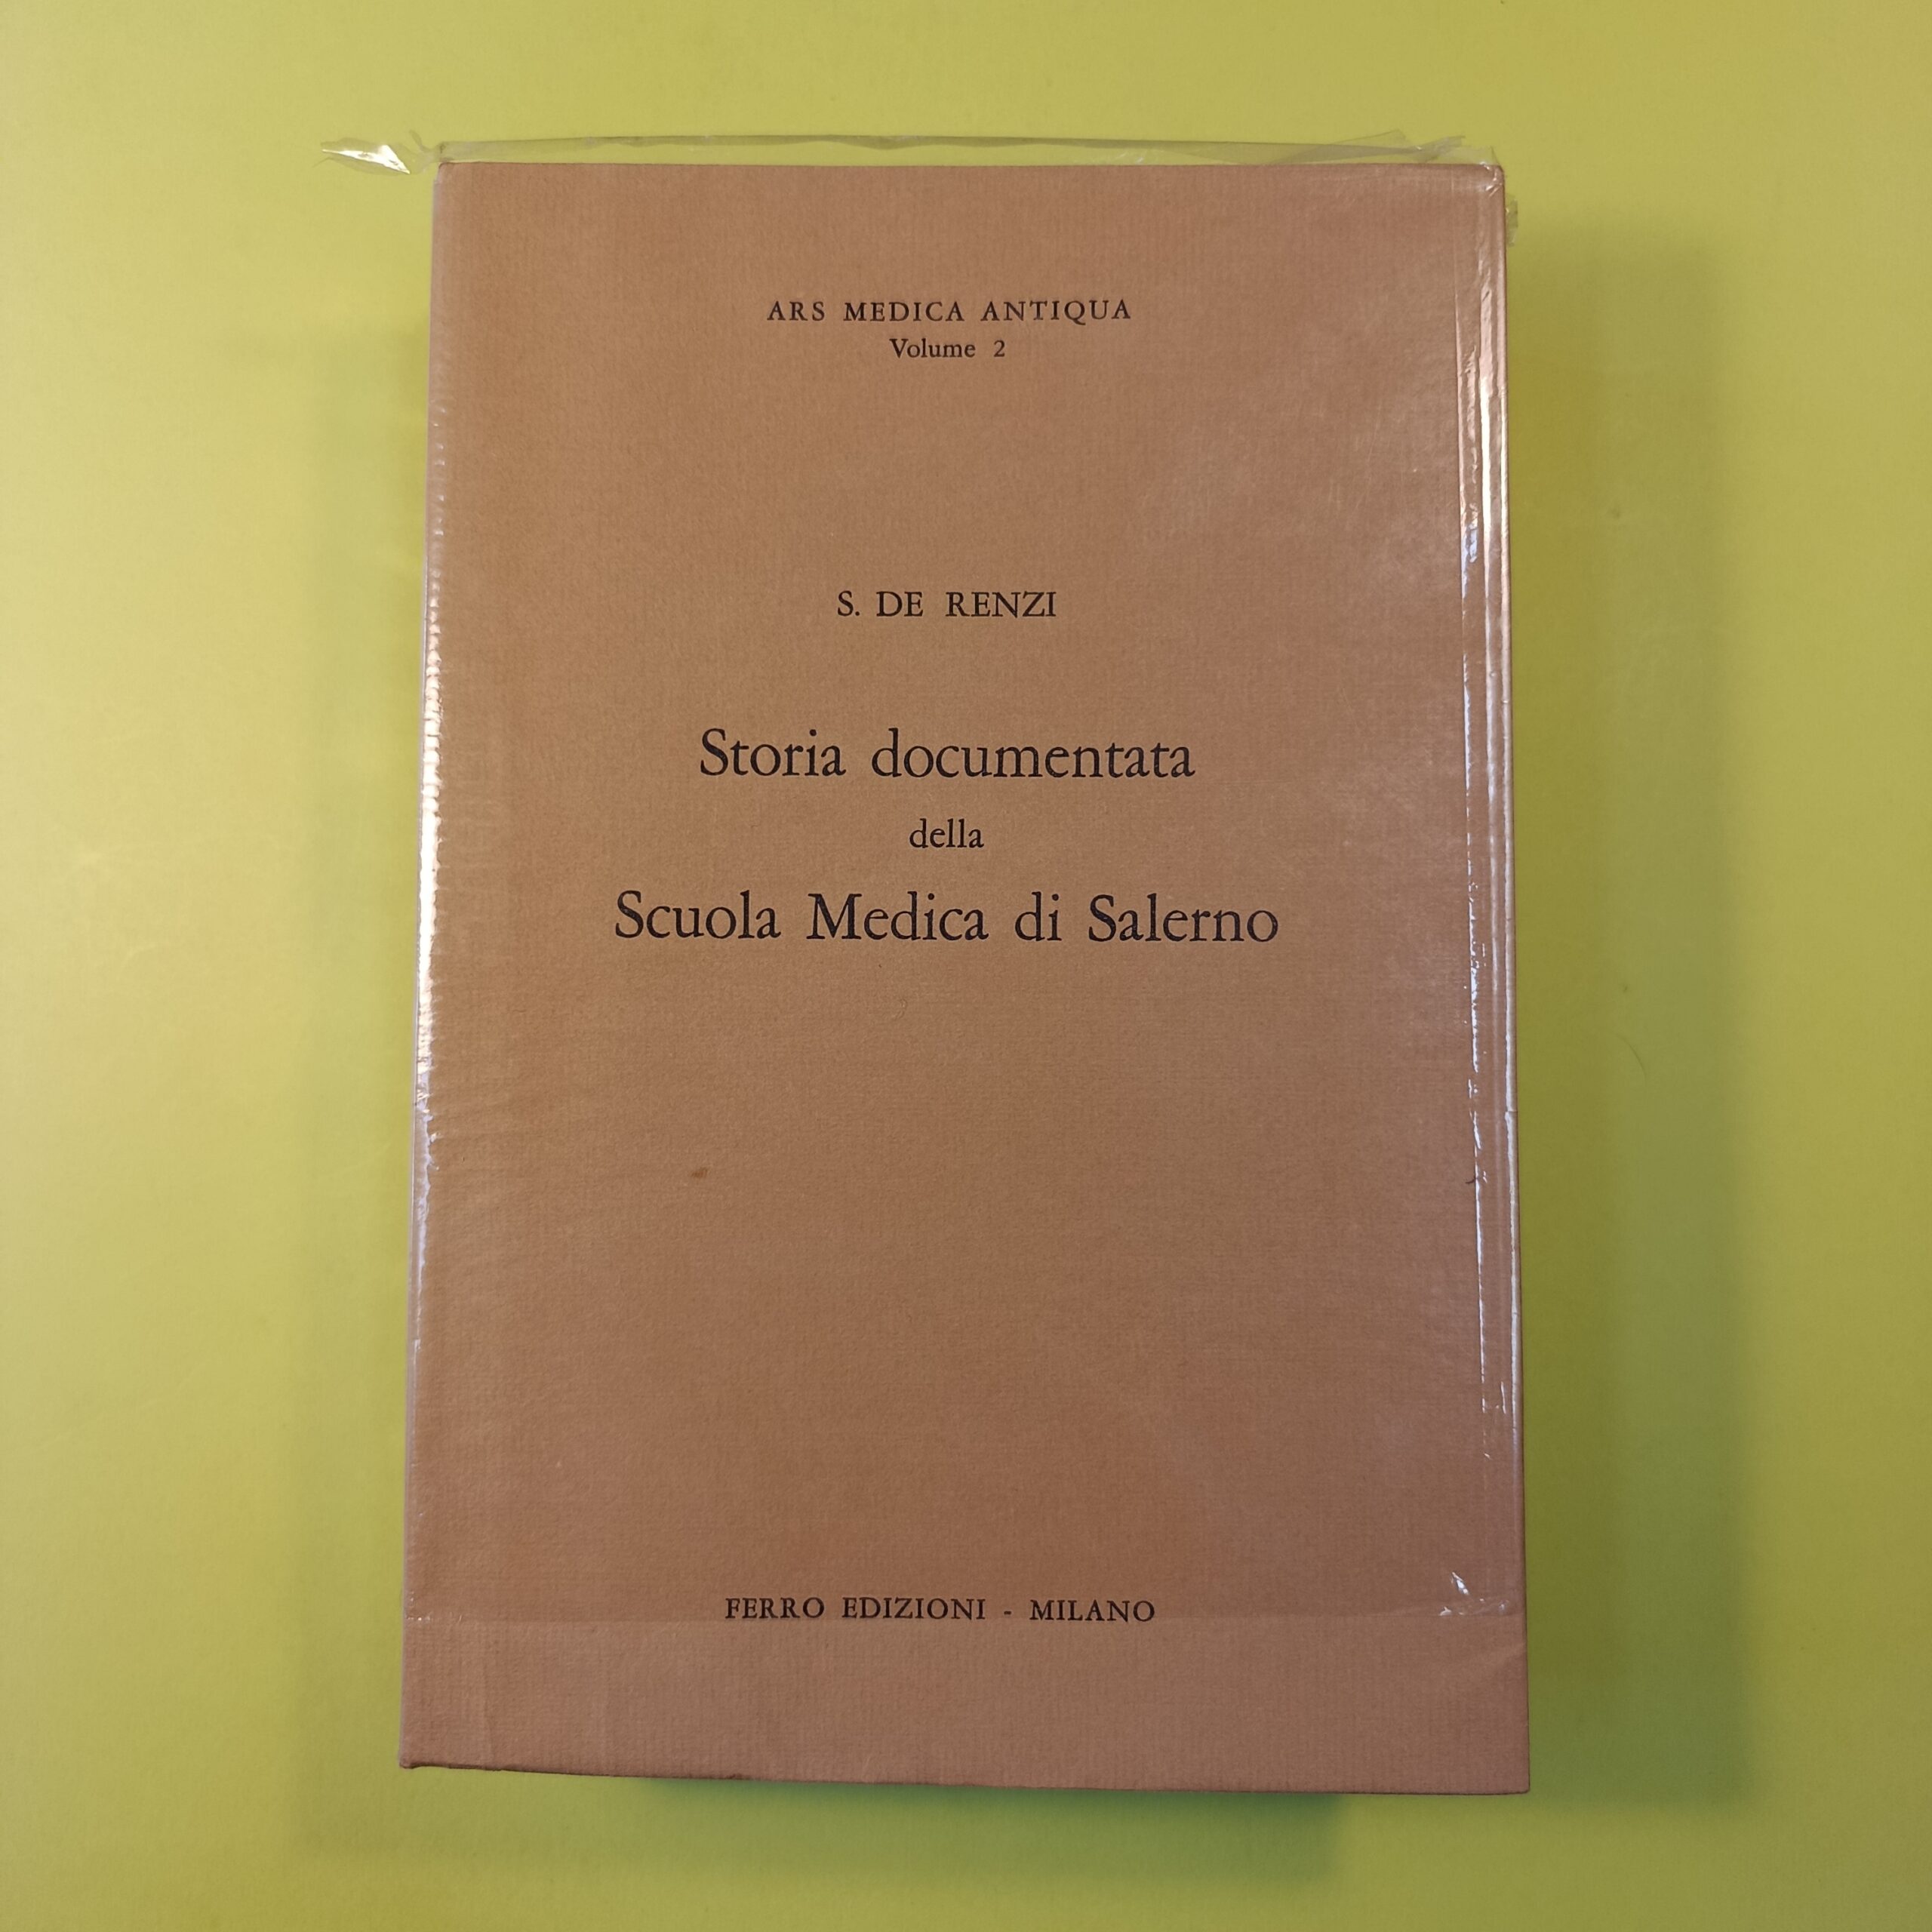 ARS MEDICA ANTIQUA
Volume 2
S. DE RENZI
Storia documentata
della
Scuola Medica di Salerno
FERRO EDIZIONI - MILANO